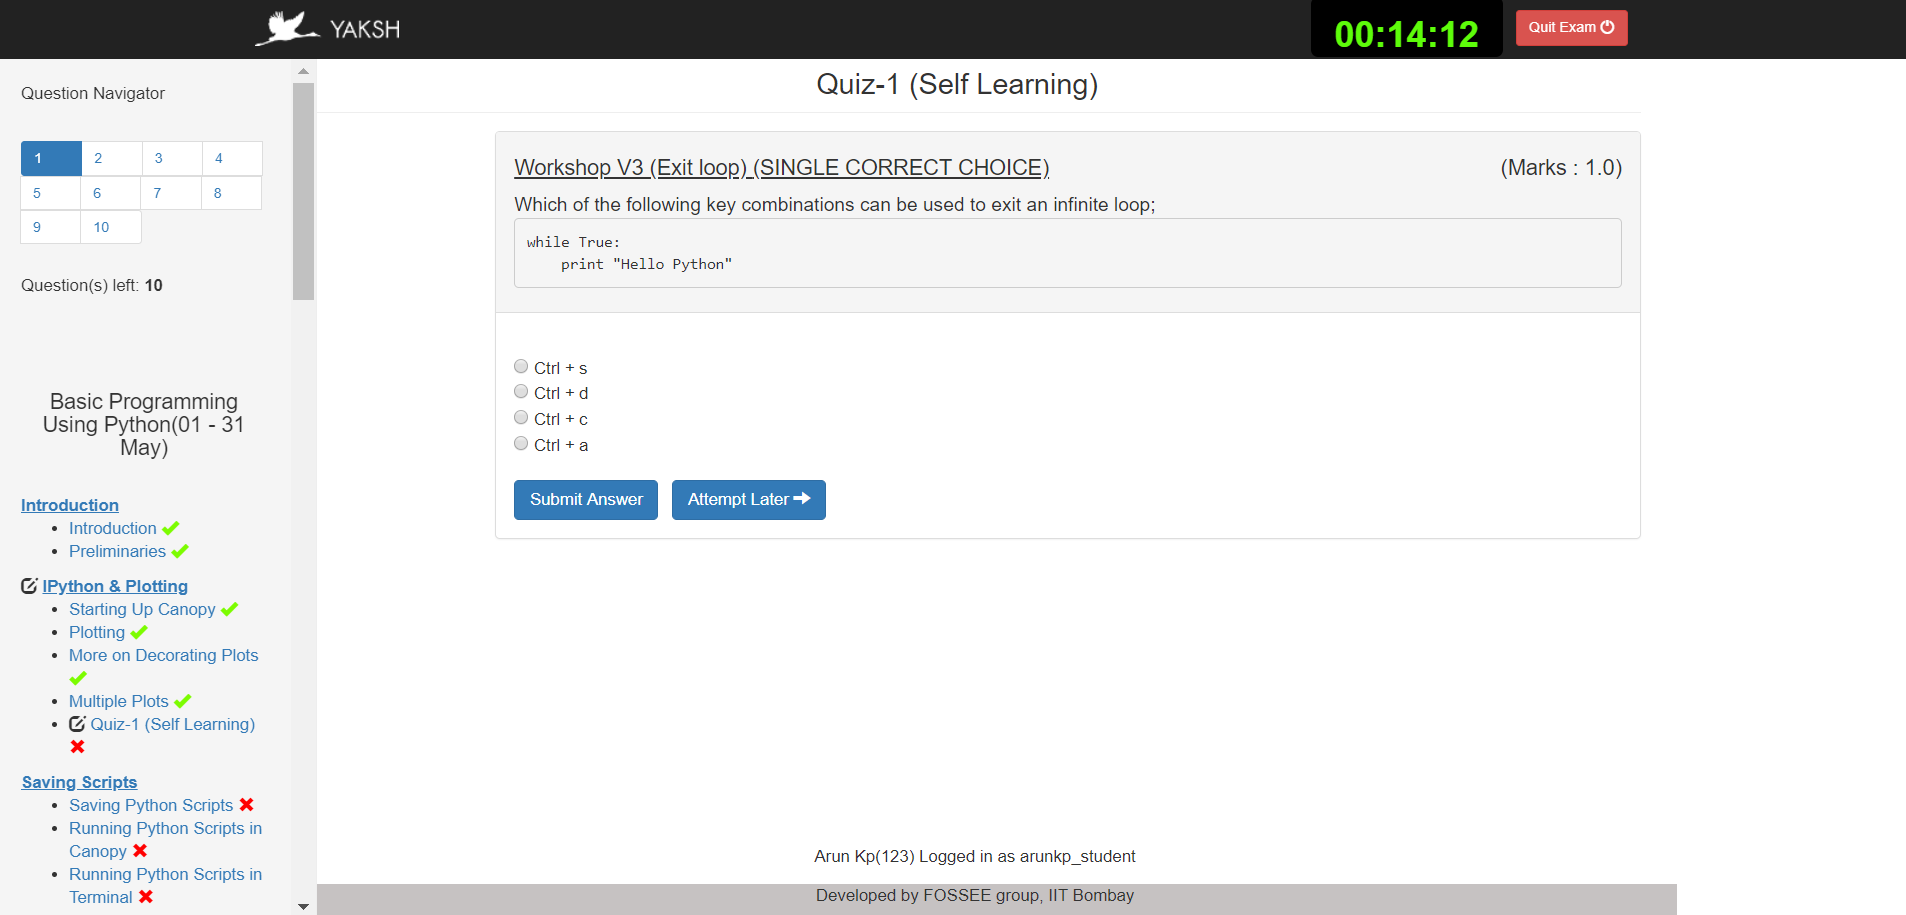 YAKSH
00:14:12
Quit Exam
Question Navigator
1 2 3 4
5 6 7 8
9 10
Question(s) left: 10
Basic Programming
Using Python(01 - 31
May)
Introduction
Introduction
Preliminaries
IPython & Plotting
Starting Up Canopy
Plotting
More on Decorating Plots
Multiple Plots
Quiz-1 (Self Learning)
Saving Scripts
Saving Python Scripts
Running Python Scripts in
Canopy
Running Python Scripts in
Terminal
Quiz-1 (Self Learning)
Workshop V3 (Exit loop) (SINGLE CORRECT CHOICE) (Marks : 1.0)
Which of the following key combinations can be used to exit an infinite loop;
while True:
    print "Hello Python"
Ctrl + s
Ctrl + d
Ctrl + c
Ctrl + a
Submit Answer Attempt Later
Arun Kp(123) Logged in as arunkp_student
Developed by FOSSEE group, IIT Bombay